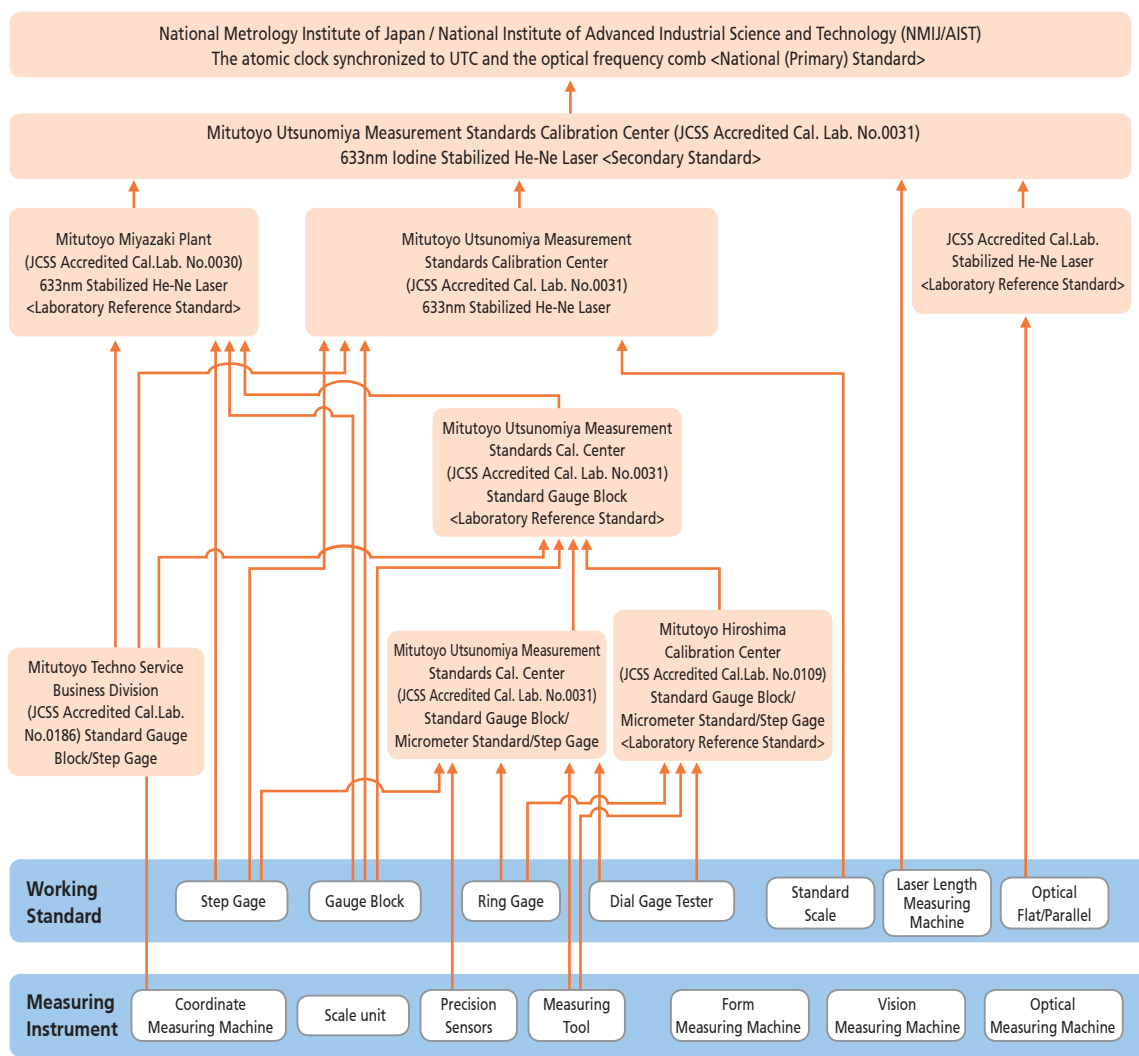 National Metrology Institute of Japan / National Institute of Advanced Industrial Science and Technology (NMIJ/AIST)
The atomic clock synchronized to UTC and the optical frequency comb <National (Primary) Standard>
Mitutoyo Utsunomiya Measurement Standards Calibration Center (JCSS Accredited Cal. Lab. No.0031)
633nm Iodine Stabilized He-Ne Laser <Secondary Standard>
Mitutoyo Miyazaki Plant
(JCSS Accredited Cal.Lab. No.0030)
633nm Stabilized He-Ne Laser
<Laboratory Reference Standard>
Mitutoyo Utsunomiya Measurement
Standards Calibration Center
(JCSS Accredited Cal. Lab. No.0031)
633nm Stabilized He-Ne Laser
JCSS Accredited Cal.Lab.
Stabilized He-Ne Laser
<Laboratory Reference Standard>
Mitutoyo Utsunomiya Measurement
Standards Cal. Center
(JCSS Accredited Cal. Lab. No.0031)
Standard Gauge Block
<Laboratory Reference Standard>
Mitutoyo Techno Service
Business Division
(JCSS Accredited Cal.Lab.
No.0186) Standard Gauge
Block/Step Gage
Mitutoyo Utsunomiya Measurement
Standards Cal. Center
(JCSS Accredited Cal. Lab. No.0031)
Standard Gauge Block/
Micrometer Standard/Step Gage
Mitutoyo Hiroshima
Calibration Center
(JCSS Accredited Cal.Lab. No.0109)
Standard Gauge Block/
Micrometer Standard/Step Gage
<Laboratory Reference Standard>
Working
Standard
Step Gage
Gauge Block
Ring Gage
Dial Gage Tester
Standard
Scale
Laser Length
Measuring
Machine
Optical
Flat/Parallel
Measuring
Instrument
Coordinate
Measuring Machine
Scale unit
Precision
Sensors
Measuring
Tool
Form
Measuring Machine
Vision
Measuring Machine
Optical
Measuring Machine